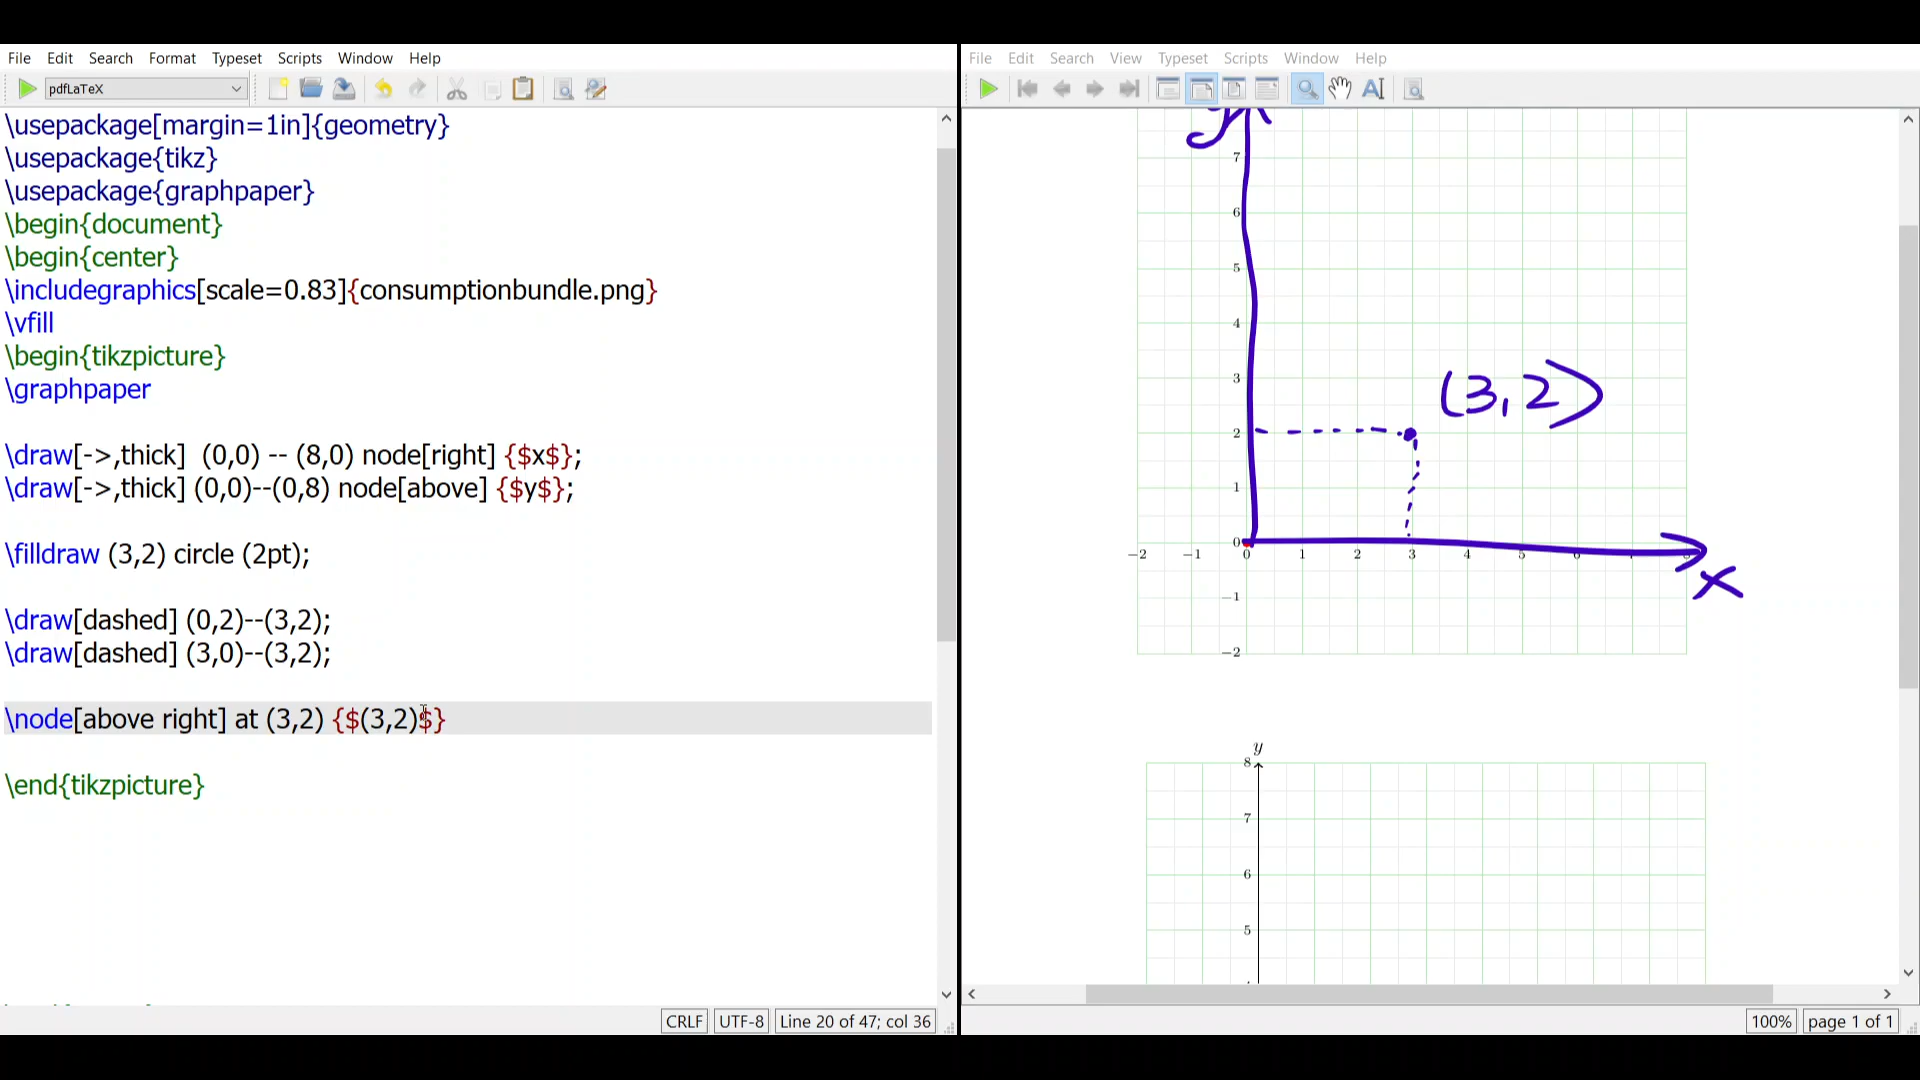 File Edit Search Format Typeset Scripts Window Help
pdfLaTeX
\usepackage[margin=1in]{geometry}
\usepackage{tikz}
\usepackage{graphpaper}
\begin{document}
\begin{center}
\includegraphics[scale=0.83]{consumptionbundle.png}
\vfill
\begin{tikzpicture}
\graphpaper
\draw[->,thick]  (0,0) -- (8,0) node[right] {$x$};
\draw[->,thick] (0,0)--(0,8) node[above] {$y$};
\filldraw (3,2) circle (2pt);
\draw[dashed] (0,2)--(3,2);
\draw[dashed] (3,0)--(3,2);
\node[above right] at (3,2) {$(3,2)$}
\end{tikzpicture}
CRLF UTF-8 Line 20 of 47; col 36
File Edit Search View Typeset Scripts Window Help
7
6
5
4
3
(3,2)
2
1
0
−2 −1 0 1 2 3 4 5 6
x
−1
−2
y
8
7
6
5
100% page 1 of 1